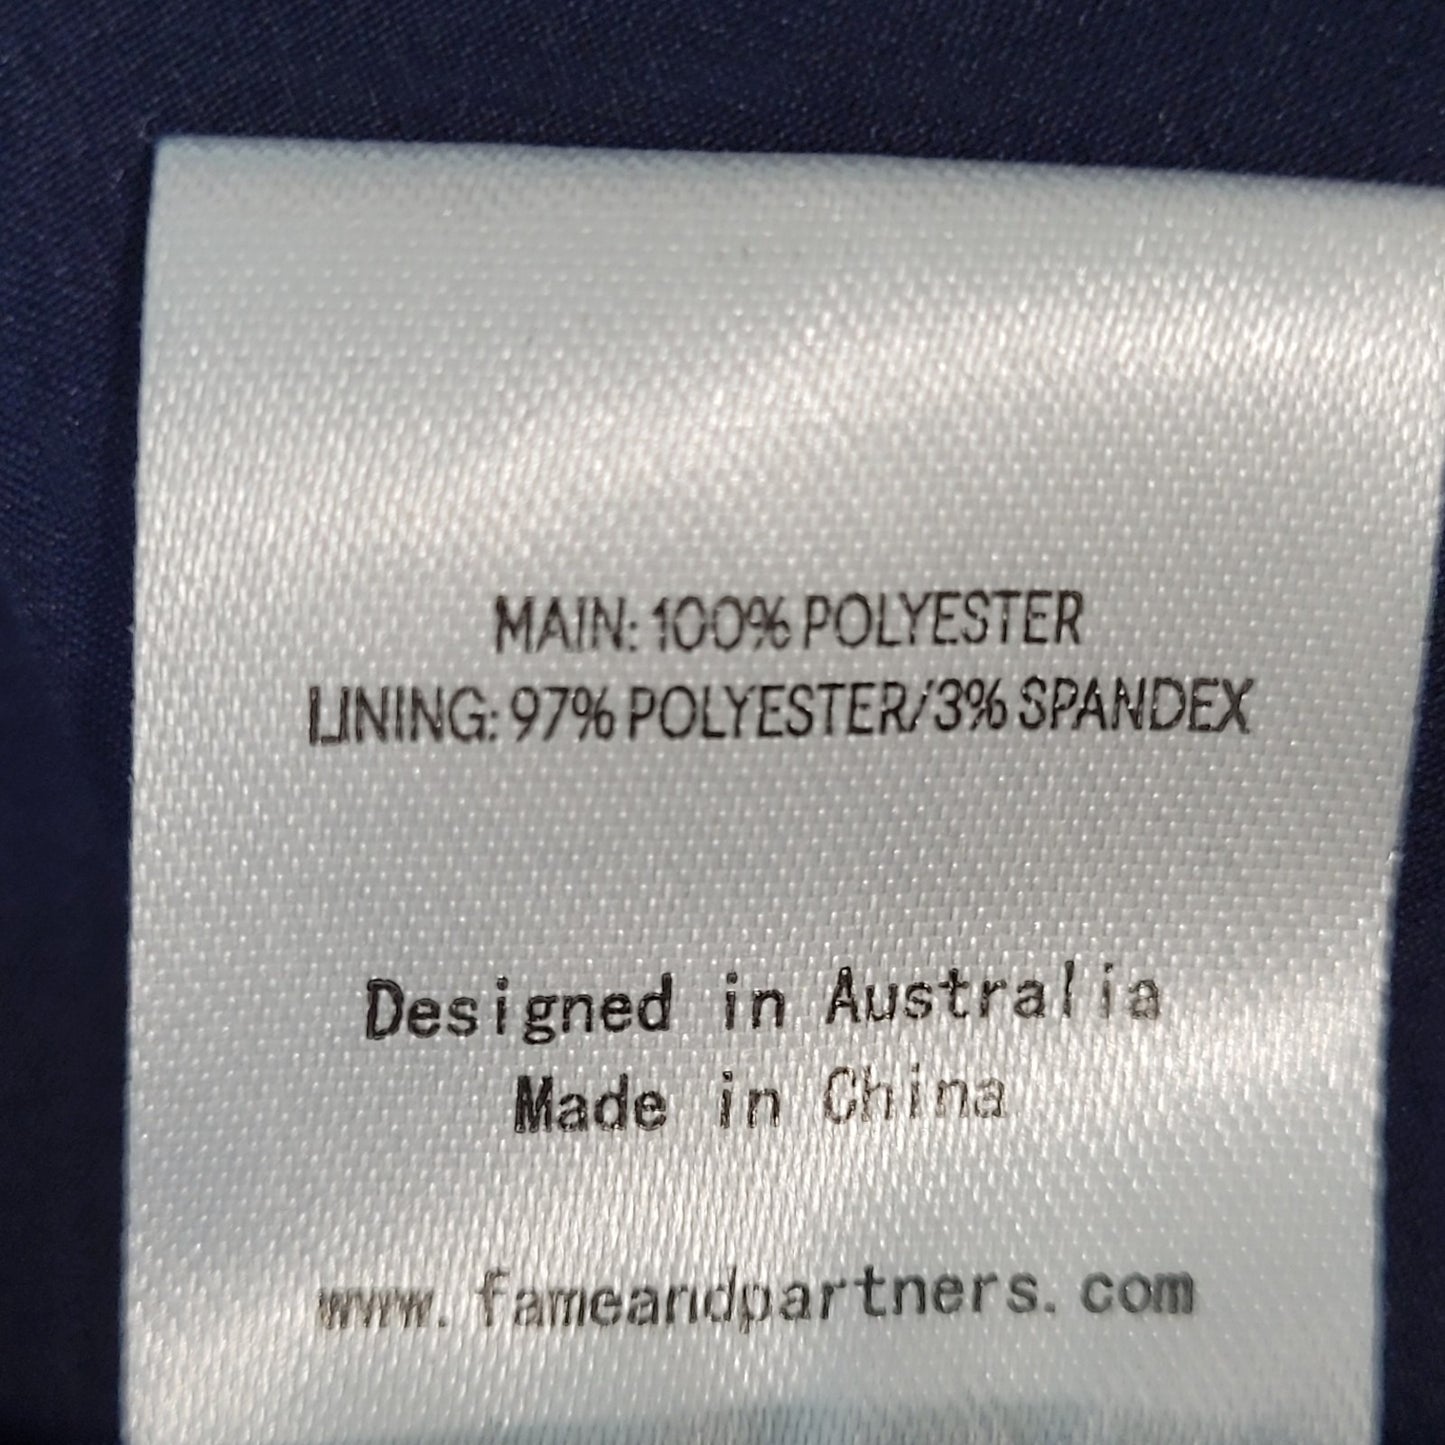 MAIN: 100% POLYESTER
LINING: 97% POLYESTER/3% SPANDEX
Designed in Australia
Made in China
www.fameandpartners.com